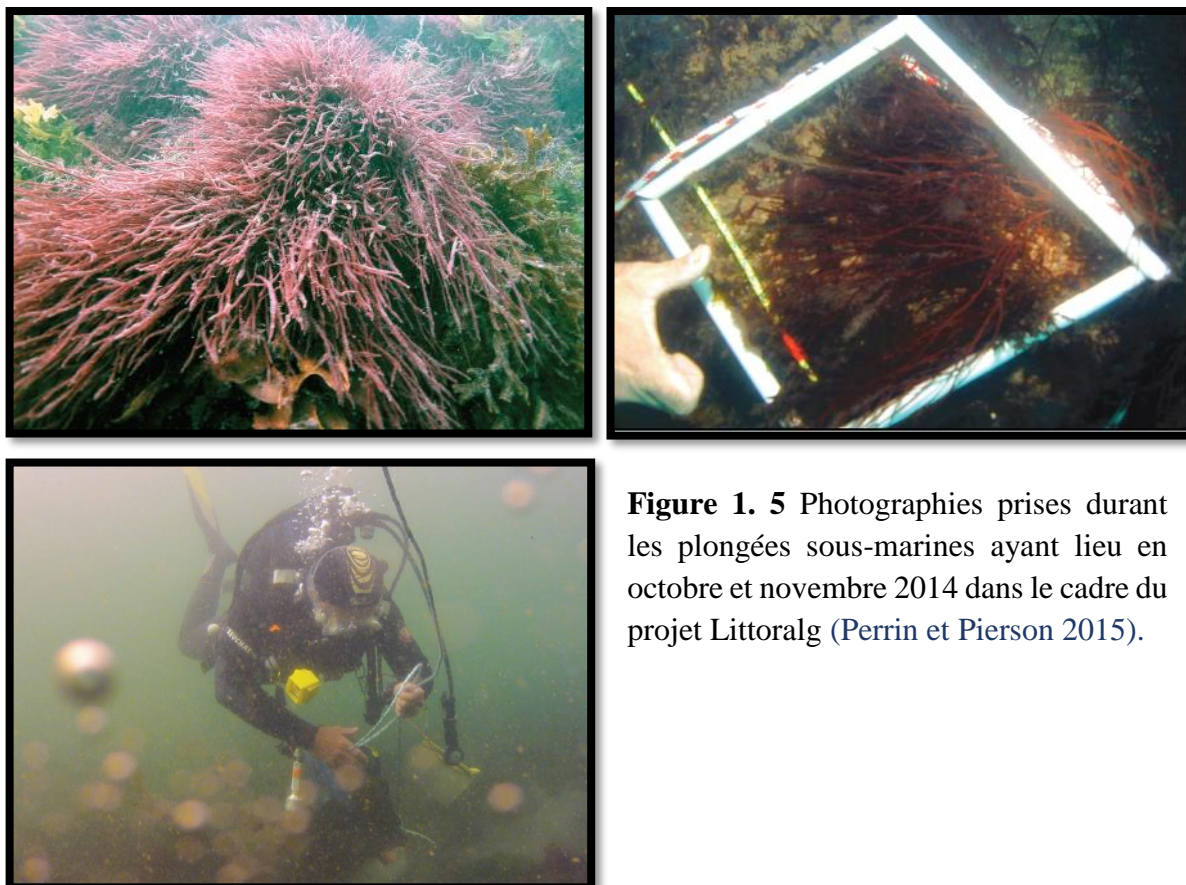 Figure 1. 5 Photographies prises durant
les plongées sous-marines ayant lieu en
octobre et novembre 2014 dans le cadre du
projet Littoralg (Perrin et Pierson 2015).